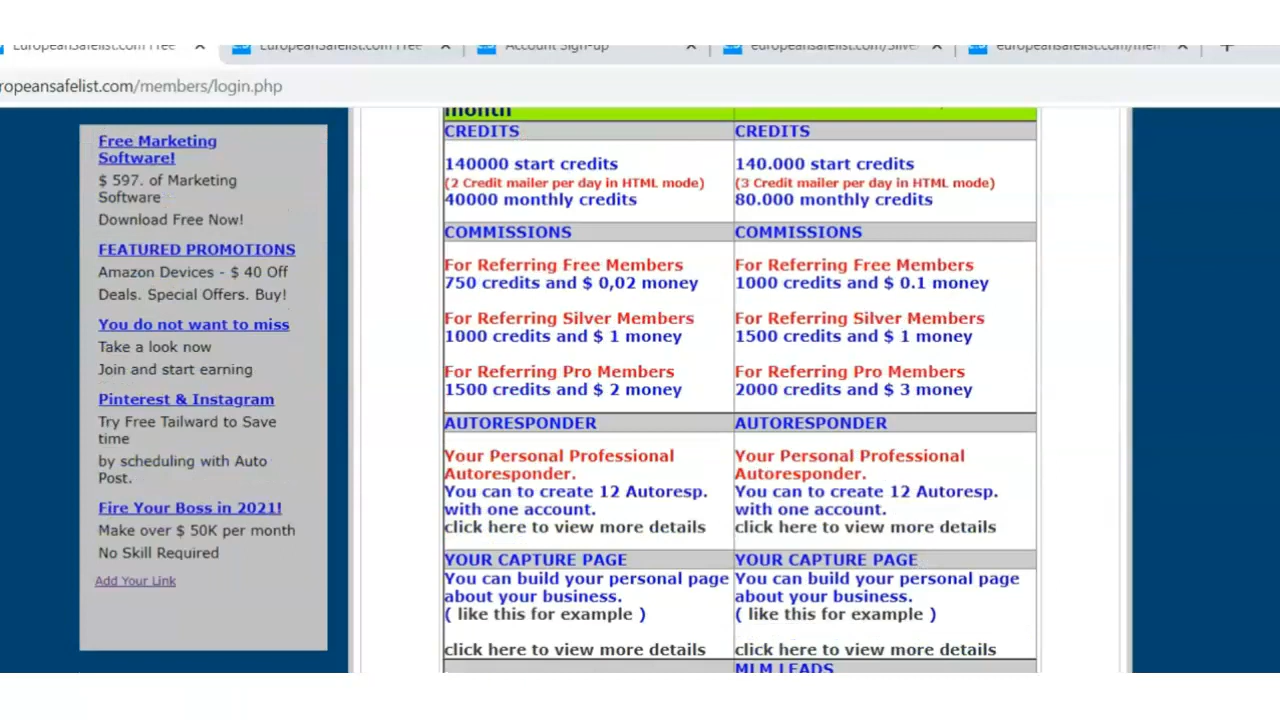 EuropeanSafelist.com Free
EuropeanSafelist.com Free
Account Sign-up
europeansafelist.com/Silve
europeansafelist.com/mem
ropeansafelist.com/members/login.php
Free Marketing
Software!
$ 597. of Marketing
Software
Download Free Now!
FEATURED PROMOTIONS
Amazon Devices - $ 40 Off
Deals. Special Offers. Buy!
You do not want to miss
Take a look now
Join and start earning
Pinterest & Instagram
Try Free Tailward to Save
time
by scheduling with Auto
Post.
Fire Your Boss in 2021!
Make over $ 50K per month
No Skill Required
Add Your Link
month
CREDITS
140000 start credits
(2 Credit mailer per day in HTML mode)
40000 monthly credits
COMMISSIONS
For Referring Free Members
750 credits and $ 0,02 money
For Referring Silver Members
1000 credits and $ 1 money
For Referring Pro Members
1500 credits and $ 2 money
AUTORESPONDER
Your Personal Professional
Autoresponder.
You can to create 12 Autoresp.
with one account.
click here to view more details
YOUR CAPTURE PAGE
You can build your personal page
about your business.
( like this for example )
click here to view more details
CREDITS
140.000 start credits
(3 Credit mailer per day in HTML mode)
80.000 monthly credits
COMMISSIONS
For Referring Free Members
1000 credits and $ 0.1 money
For Referring Silver Members
1500 credits and $ 1 money
For Referring Pro Members
2000 credits and $ 3 money
AUTORESPONDER
Your Personal Professional
Autoresponder.
You can to create 12 Autoresp.
with one account.
click here to view more details
YOUR CAPTURE PAGE
You can build your personal page
about your business.
( like this for example )
click here to view more details
MLM LEADS